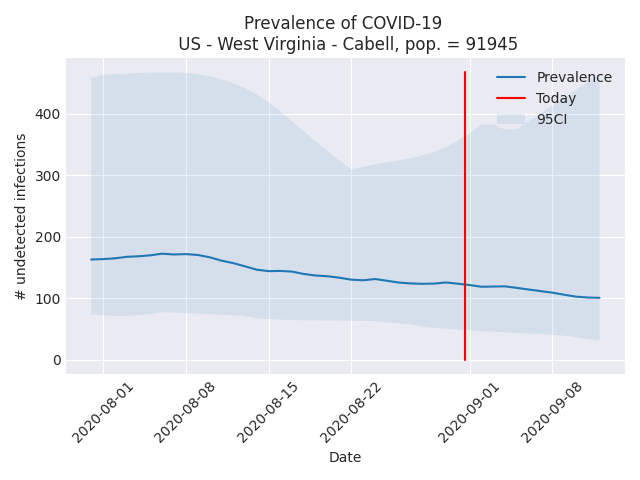 Prevalence of COVID-19
US - West Virginia - Cabell, pop. = 91945
Prevalence
Today
95CI
400
300
200
100
0
# undetected infections
2020-08-01
2020-08-08
2020-08-15
2020-08-22
2020-09-01
2020-09-08
Date